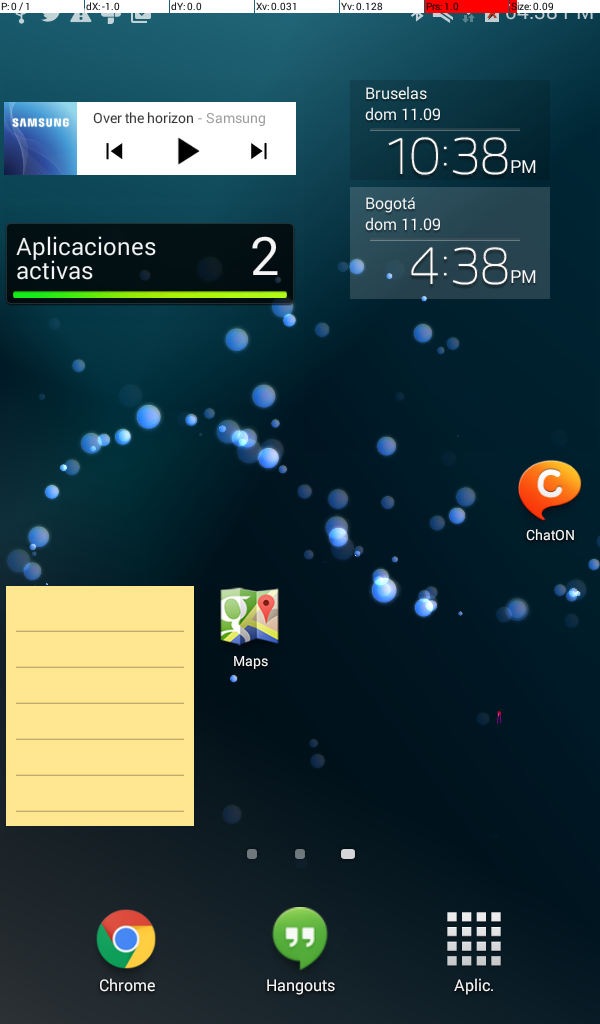 P: 0 / 1 dX: -1.0 dY: 0.0 Xv: 0.031 Yv: 0.128 Prs: 1.0 Size: 0.09
04:38 PM
SAMSUNG
Over the horizon - Samsung
Bruselas
dom 11.09
10:38 PM
Aplicaciones
activas
2
Bogotá
dom 11.09
4:38 PM
C
ChatON
g
Maps
Chrome
Hangouts
Aplic.